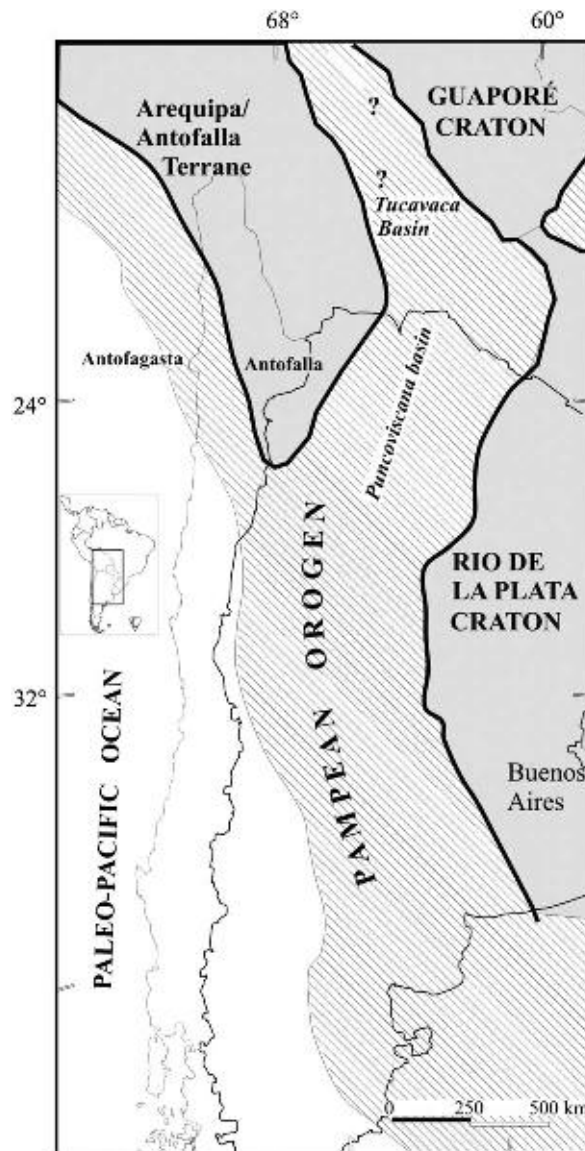 68°
60°
Arequipa/
Antofalla
Terrane
GUAPORÉ
CRATON
?
?
Tucavaca
Basin
Antofagasta
Antofalla
Puncoviscana basin
24°
PAMPEAN OROGEN
RIO DE
LA PLATA
CRATON
32°
PALEO-PACIFIC OCEAN
Buenos
Aires
0 250 500 km